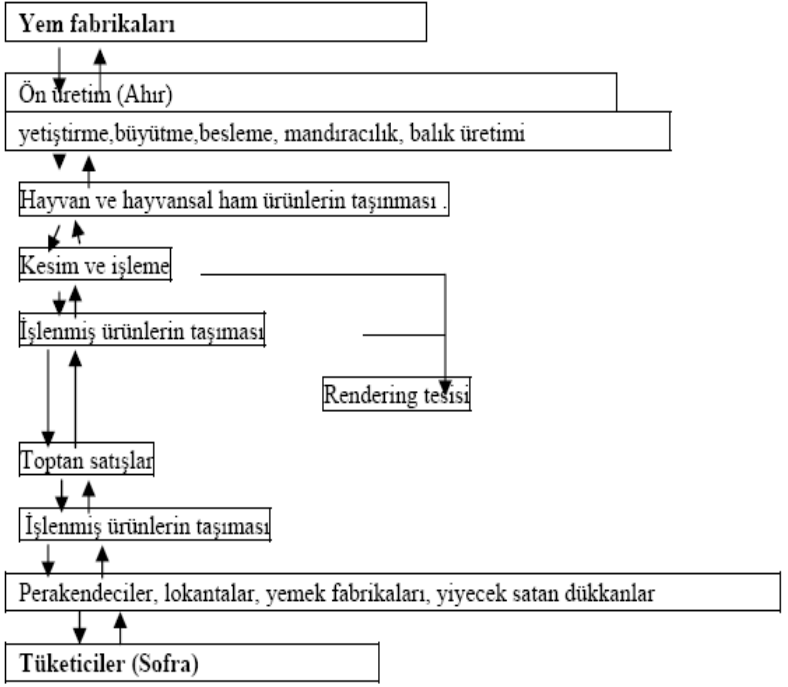 Yem fabrikaları
Ön üretim (Ahır)
yetiştirme,büyütme,besleme, mandıracılık, balık üretimi
Hayvan ve hayvansal ham ürünlerin taşınması .
Kesim ve işleme
İşlenmiş ürünlerin taşıması
Rendering tesisi
Toptan satışlar
İşlenmiş ürünlerin taşıması
Perakendeciler, lokantalar, yemek fabrikaları, yiyecek satan dükkanlar
Tüketiciler (Sofra)